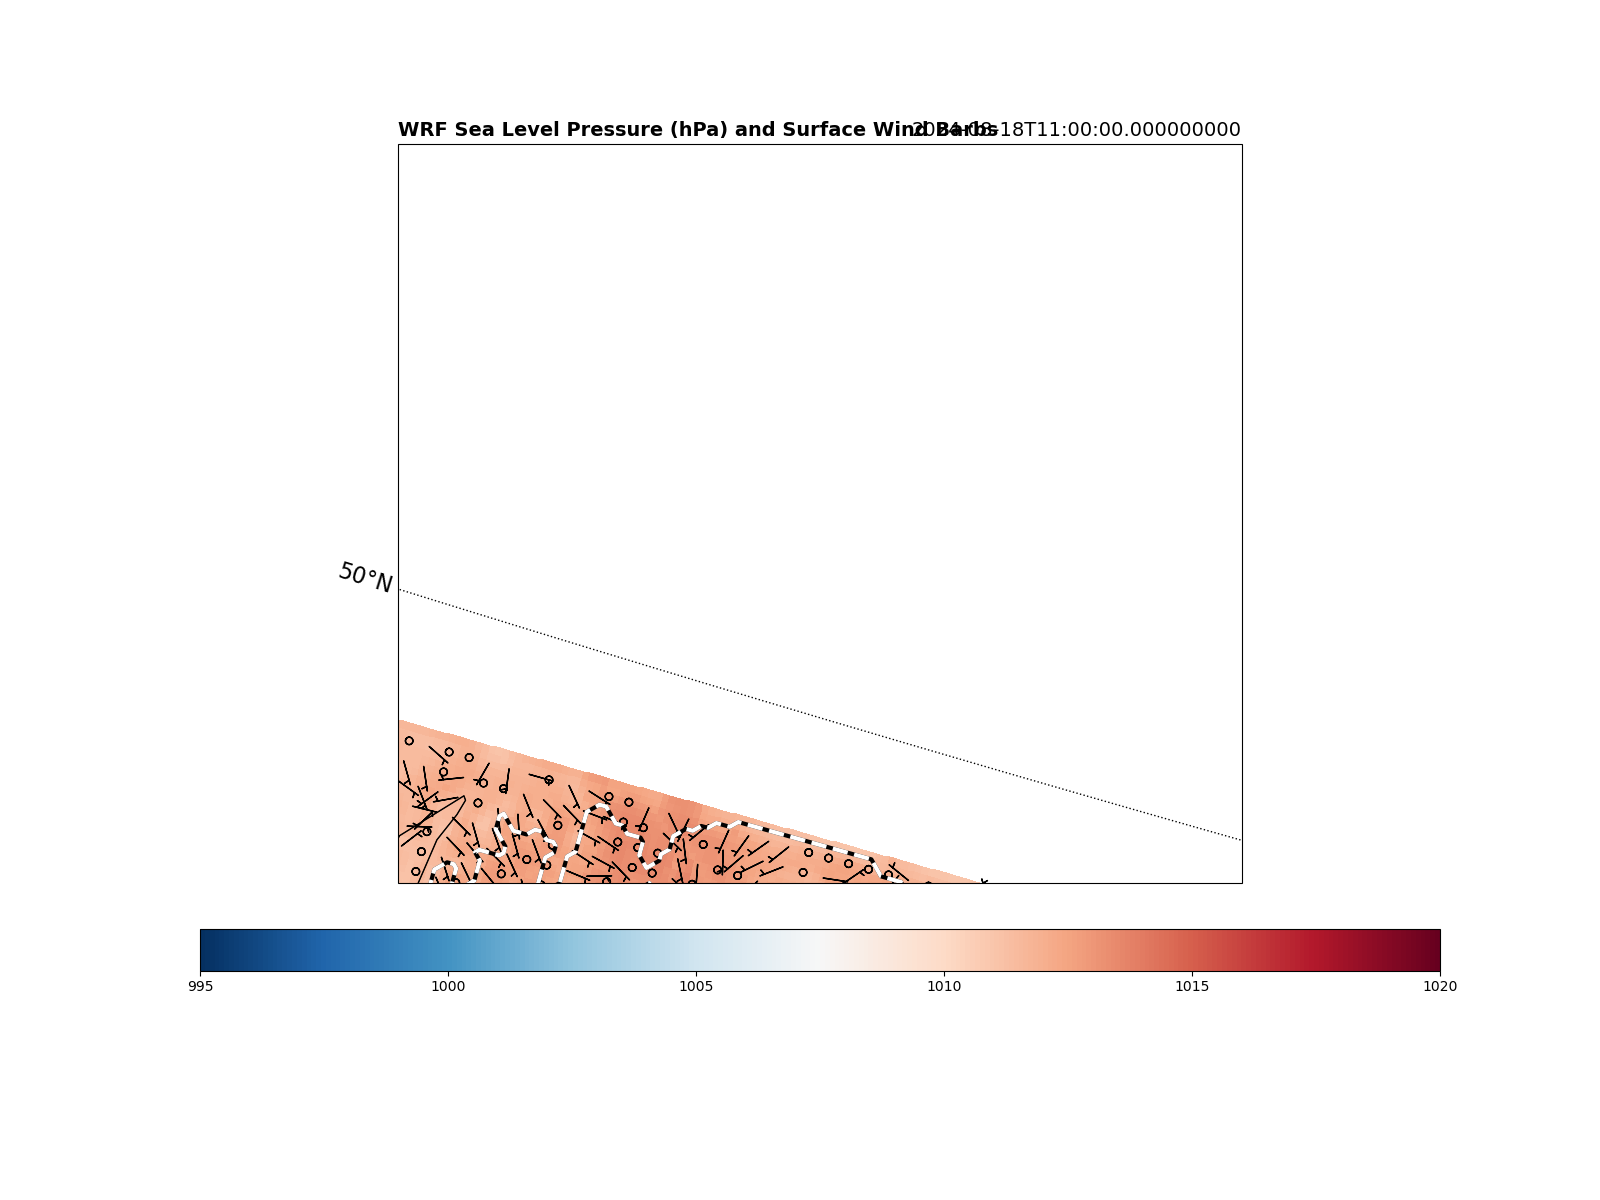 WRF Sea Level Pressure (hPa) and Surface Wind Barbs
18T11:00:00.000000000
50°N
995 1000 1005 1010 1015 1020